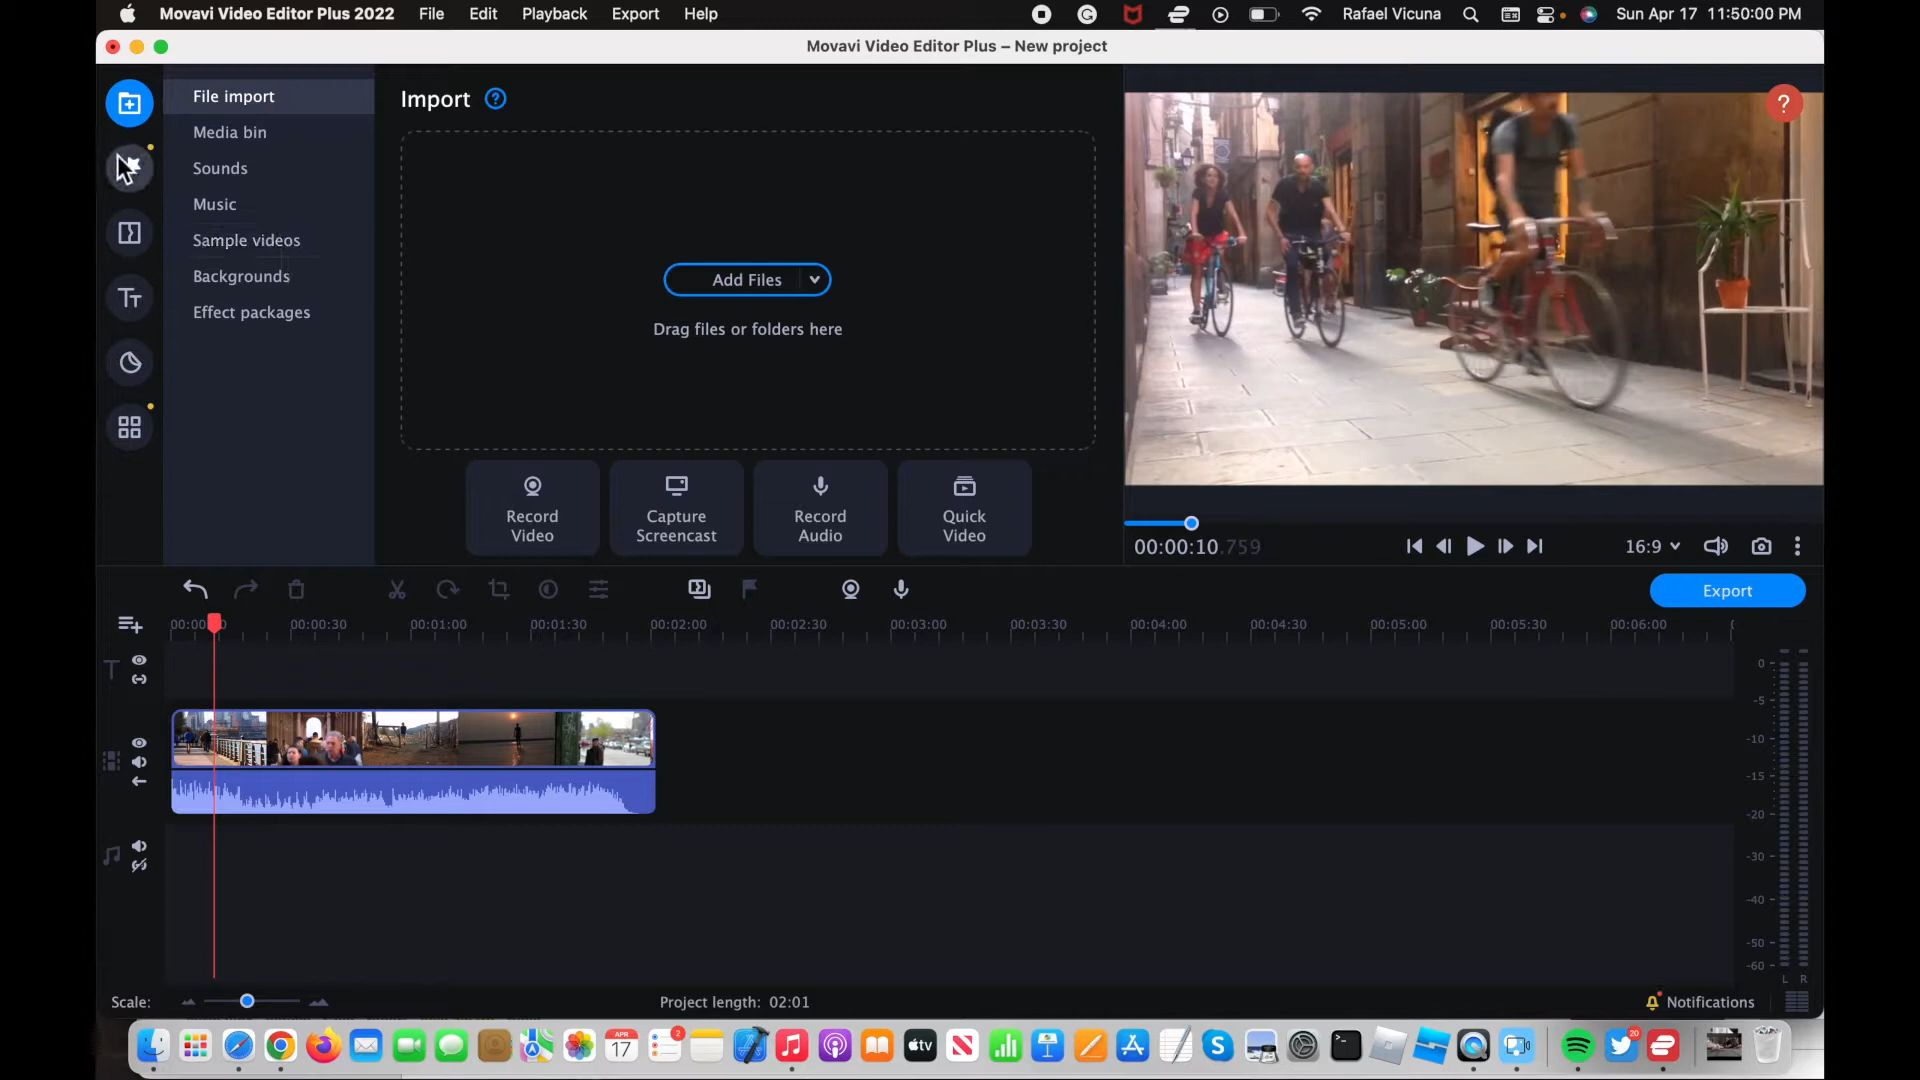 Movavi Video Editor Plus 2022 File Edit Playback Export Help Rafael Vicuna Sun Apr 17 11:50:00 PM
Movavi Video Editor Plus – New project
File import
Media bin
Sounds
Music
Sample videos
Backgrounds
Effect packages
Import ?
Add Files
Drag files or folders here
Record
Video
Capture
Screencast
Record
Audio
Quick
Video
?
00:00:10.759
16:9
Export
00:00:30 00:01:00 00:01:30 00:02:00 00:02:30 00:03:00 00:03:30 00:04:00 00:04:30 00:05:00 00:05:30 00:06:00
0
-5
-10
-15
-20
-30
-40
-50
-60
L R
Scale:
Project length: 02:01
Notifications
APR
17
2
tv
20